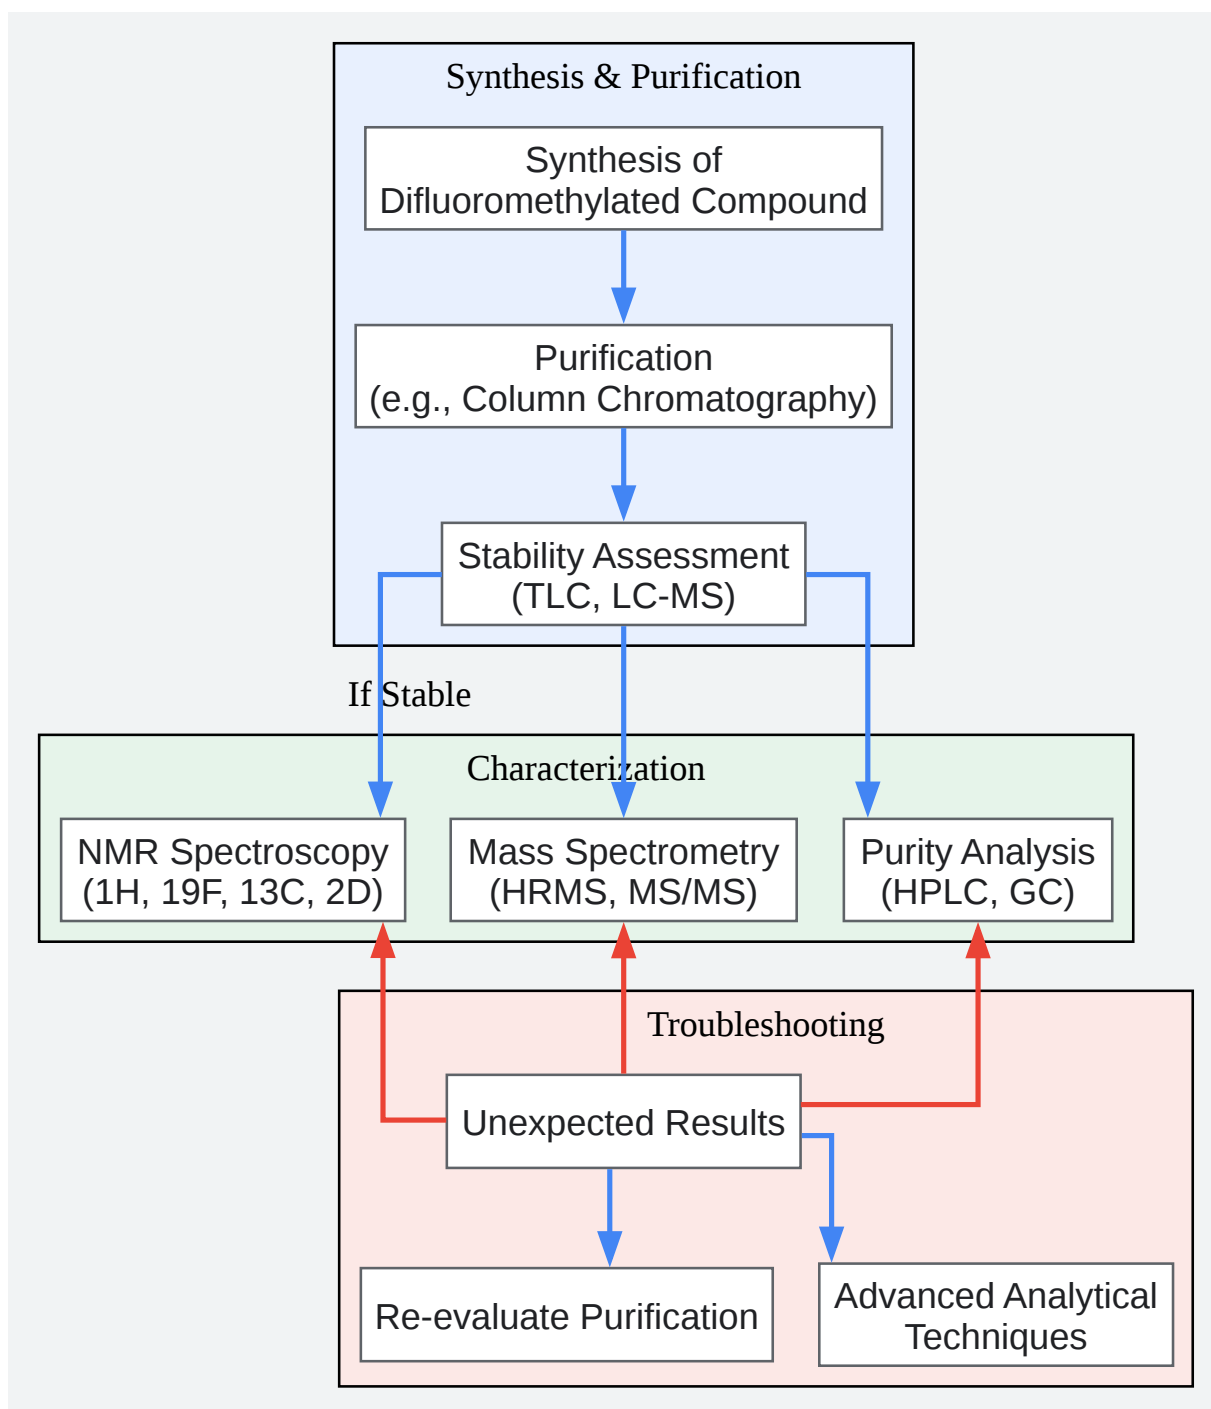 Synthesis & Purification
Synthesis of
Difluoromethylated Compound
Purification
(e.g., Column Chromatography)
Stability Assessment
(TLC, LC-MS)
If Stable
Characterization
NMR Spectroscopy
(1H, 19F, 13C, 2D)
Mass Spectrometry
(HRMS, MS/MS)
Purity Analysis
(HPLC, GC)
Troubleshooting
Unexpected Results
Re-evaluate Purification
Advanced Analytical
Techniques